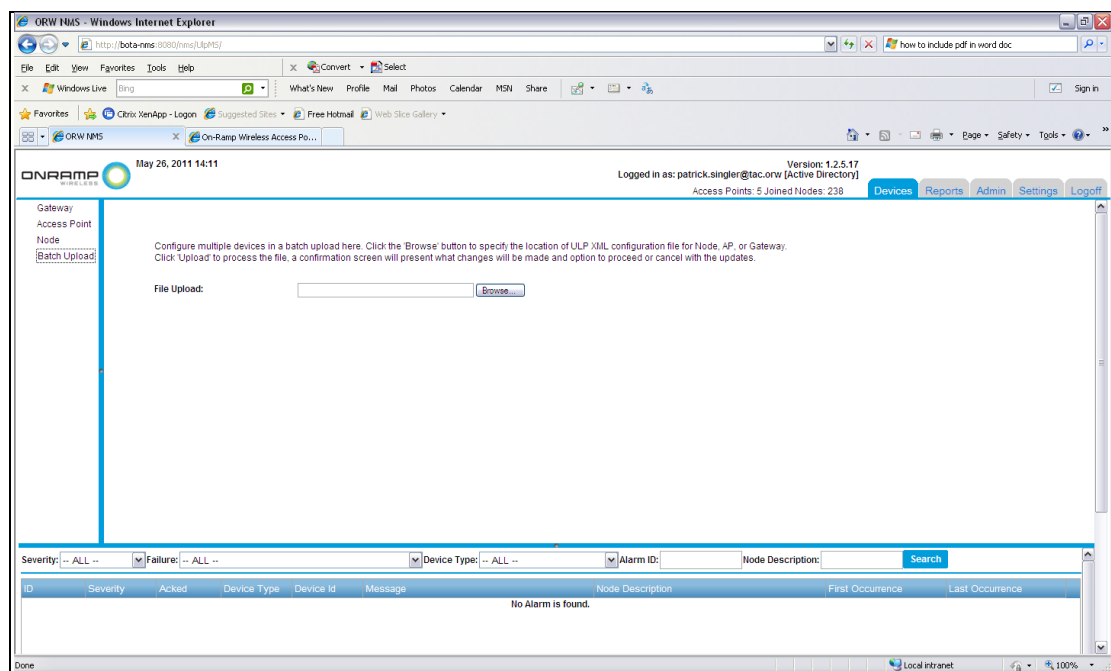 ORW NMS - Windows Internet Explorer
http://bota-nms:8080/nms/UlpMS/
how to include pdf in word doc
File Edit View Favorites Tools Help x Convert Select
x Windows Live Bing What's New Profile Mail Photos Calendar MSN Share Sign in
Favorites Citrix XenApp - Logon Suggested Sites Free Hotmail Web Slice Gallery
ORW NMS x On-Ramp Wireless Access Po... Page Safety Tools »
ONRAMP
WIRELESS
May 26, 2011 14:11
Version: 1.2.5.17
Logged in as: patrick.singler@tac.orw [Active Directory]
Access Points: 5 Joined Nodes: 238
Devices Reports Admin Settings Logoff
Gateway
Access Point
Node
Batch Upload
Configure multiple devices in a batch upload here. Click the 'Browse' button to specify the location of ULP XML configuration file for Node, AP, or Gateway.
Click 'Upload' to process the file, a confirmation screen will present what changes will be made and option to proceed or cancel with the updates.
File Upload: Browse...
Severity: -- ALL -- Failure: -- ALL -- Device Type: -- ALL -- Alarm ID: Node Description: Search
ID Severity Acked Device Type Device Id Message Node Description First Occurrence Last Occurrence
No Alarm is found.
Done Local intranet 100%